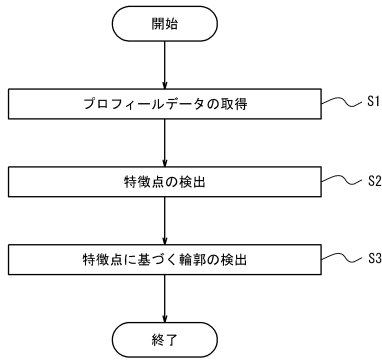 開始
プロフィールデータの取得
S1
特徴点の検出
S2
特徴点に基づく輪郭の検出
S3
終了